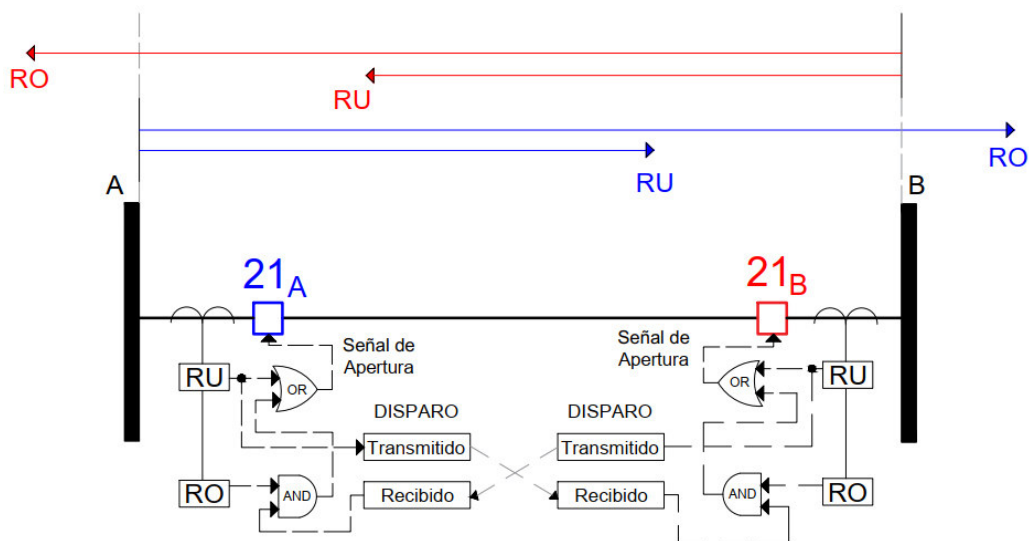 RO
RU
RO
RU
A
B
21A
21B
Señal de
Apertura
Señal de
Apertura
RU
OR
OR
RU
DISPARO
DISPARO
Transmitido
Transmitido
RO
AND
Recibido
Recibido
AND
RO